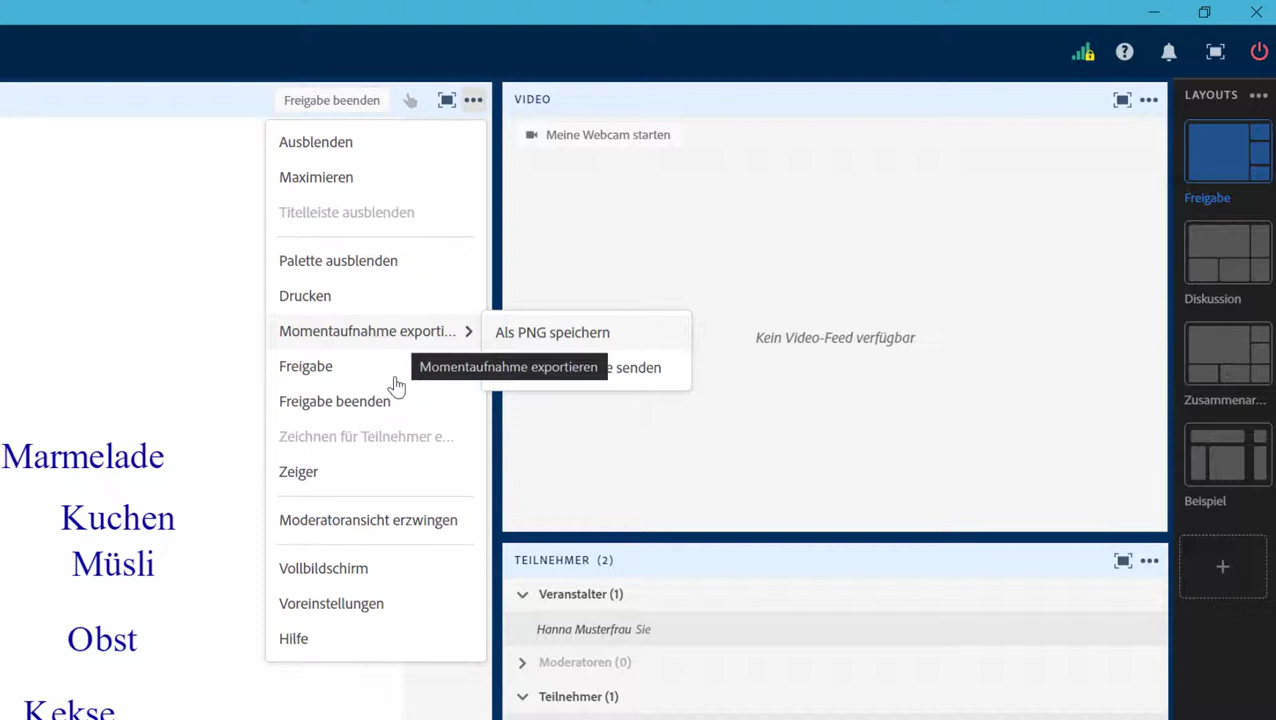 Freigabe beenden
Ausblenden
Maximieren
Titelleiste ausblenden
Palette ausblenden
Drucken
Momentaufnahme exporti...
Freigabe
Freigabe beenden
Zeichnen für Teilnehmer e...
Zeiger
Moderatoransicht erzwingen
Vollbildschirm
Voreinstellungen
Hilfe
Als PNG speichern
senden
Momentaufnahme exportieren
Marmelade
Kuchen
Müsli
Obst
Kekse
VIDEO
Meine Webcam starten
Kein Video-Feed verfügbar
TEILNEHMER (2)
Veranstalter (1)
Hanna Musterfrau Sie
Moderatoren (0)
Teilnehmer (1)
LAYOUTS
Freigabe
Diskussion
Zusammenar...
Beispiel